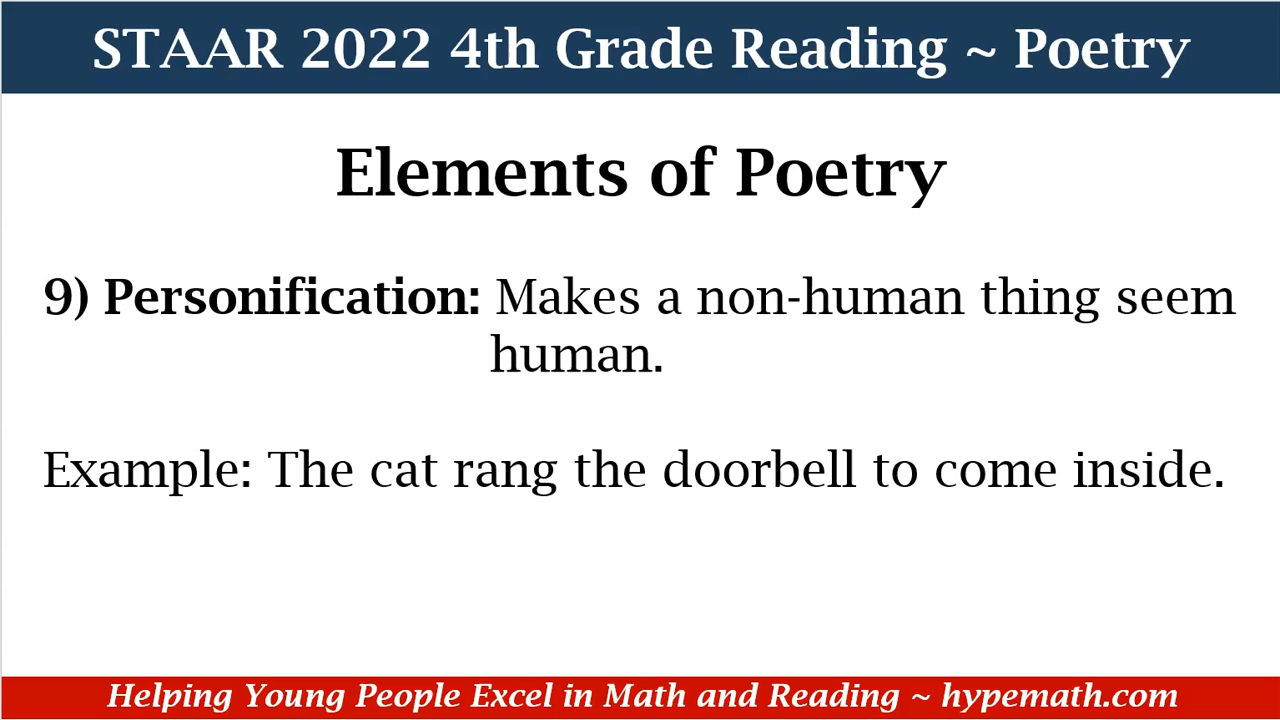 STAAR 2022 4th Grade Reading ~ Poetry
Elements of Poetry
9) Personification: Makes a non-human thing seem
human.
Example: The cat rang the doorbell to come inside.
Helping Young People Excel in Math and Reading ~ hypemath.com